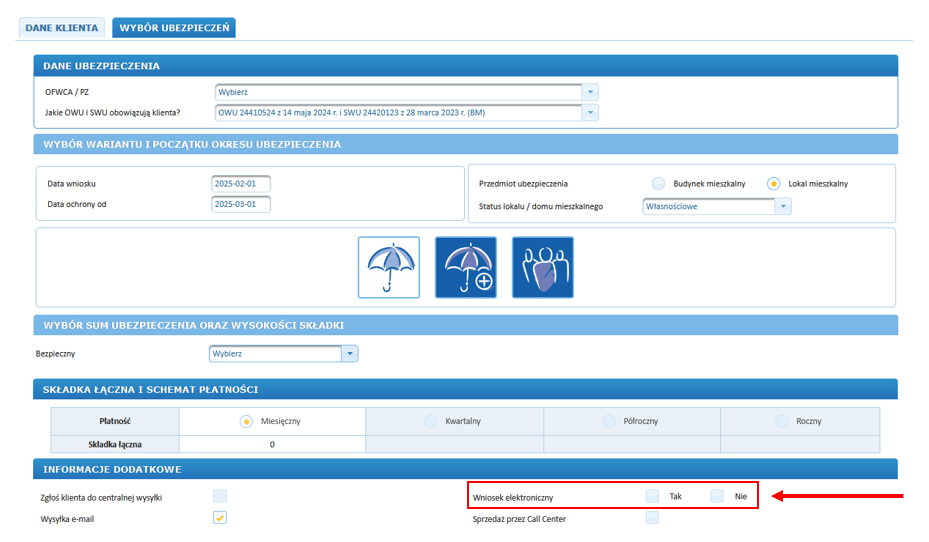 DANE KLIENTA WYBÓR UBEZPIECZEŃ
DANE UBEZPIECZENIA
OFWCA / PZ Wybierz
Jakie OWU i SWU obowiązują klienta? OWU 24410524 z 14 maja 2024 r. i SWU 24420123 z 28 marca 2023 r. (BM)
WYBÓR WARIANTU I POCZĄTKU OKRESU UBEZPIECZENIA
Data wniosku 2025-02-01
Data ochrony od 2025-03-01
Przedmiot ubezpieczenia Budynek mieszkalny Lokal mieszkalny
Status lokalu / domu mieszkalnego Własnościowe
WYBÓR SUM UBEZPIECZENIA ORAZ WYSOKOŚCI SKŁADKI
Bezpieczny Wybierz
SKŁADKA ŁĄCZNA I SCHEMAT PŁATNOŚCI
Płatność Miesięczny Kwartalny Półroczny Roczny
Składka łączna 0
INFORMACJE DODATKOWE
Zgłoś klienta do centralnej wysyłki Wniosek elektroniczny Tak Nie
Wysyłka e-mail Sprzedaż przez Call Center